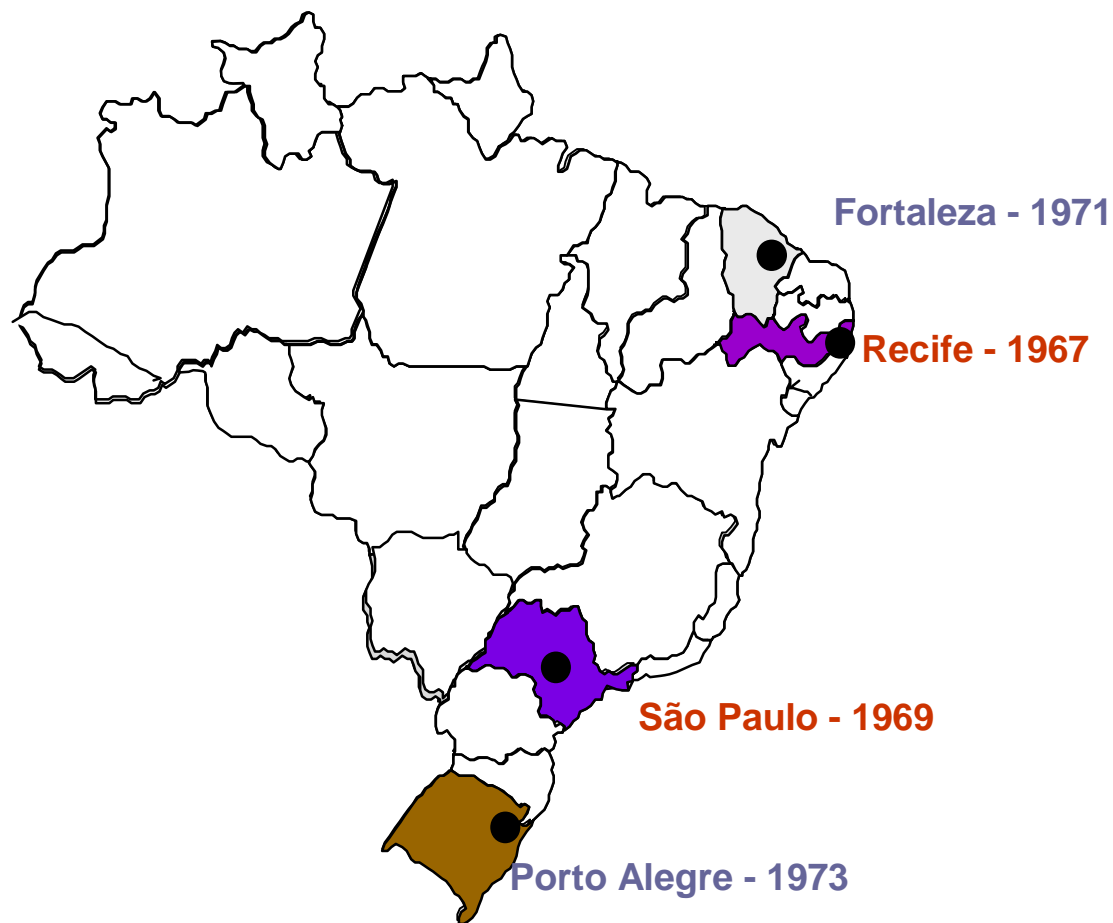 Fortaleza - 1971
Recife - 1967
São Paulo - 1969
Porto Alegre - 1973